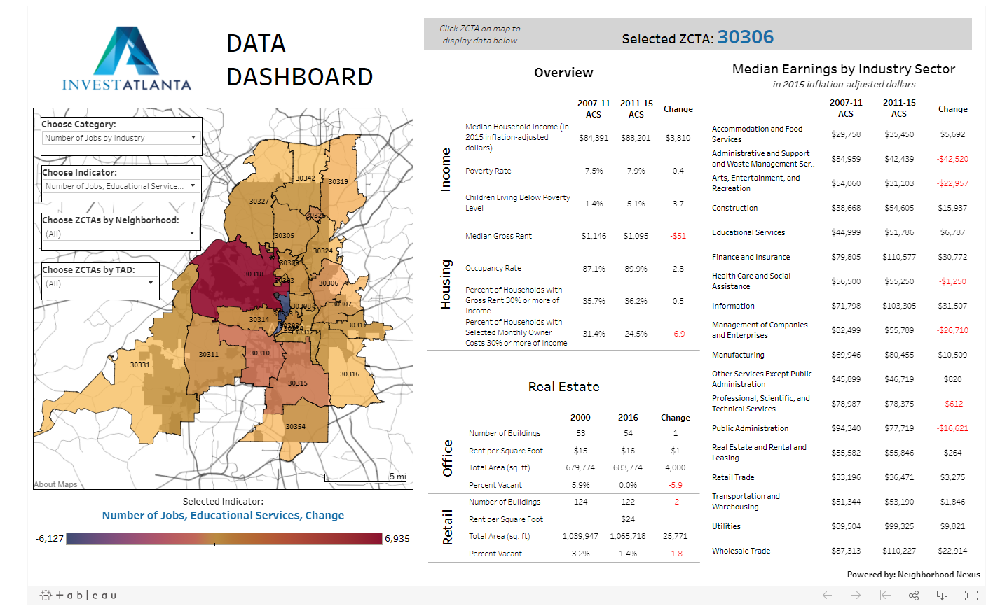 INVESTATLANTA
DATA
DASHBOARD
Choose Category:
Number of Jobs by Industry
Choose Indicator:
Number of Jobs, Educational Service...
Choose ZCTAs by Neighborhood:
(All)
Choose ZCTAs by TAD:
(All)
30342
30319
30327
30326
30305
30324
30309
30318
30363
30306
30308
30307
30313
30314
30317
30312
30311
30310
30331
30316
30315
30354
About Maps
5 mi
Selected Indicator:
Number of Jobs, Educational Services, Change
-6,127
6,935
Click ZCTA on map to
display data below.
Selected ZCTA: 30306
Overview
2007-11 ACS 2011-15 ACS Change
Income
Median Household Income (in
2015 inflation-adjusted
dollars)
$84,391 $88,201 $3,810
Poverty Rate 7.5% 7.9% 0.4
Children Living Below Poverty
Level
1.4% 5.1% 3.7
Housing
Median Gross Rent $1,146 $1,095 -$51
Occupancy Rate 87.1% 89.9% 2.8
Percent of Households with
Gross Rent 30% or more of
Income
35.7% 36.2% 0.5
Percent of Households with
Selected Monthly Owner
Costs 30% or more of Income
31.4% 24.5% -6.9
Real Estate
2000 2016 Change
Office
Number of Buildings 53 54 1
Rent per Square Foot $15 $16 $1
Total Area (sq. ft) 679,774 683,774 4,000
Percent Vacant 5.9% 0.0% -5.9
Retail
Number of Buildings 124 122 -2
Rent per Square Foot $24
Total Area (sq. ft) 1,039,947 1,065,718 25,771
Percent Vacant 3.2% 1.4% -1.8
Median Earnings by Industry Sector
in 2015 inflation-adjusted dollars
2007-11 ACS 2011-15 ACS Change
Accommodation and Food
Services
$29,758 $35,450 $5,692
Administrative and Support
and Waste Management Ser..
$84,959 $42,439 -$42,520
Arts, Entertainment, and
Recreation
$54,060 $31,103 -$22,957
Construction $38,668 $54,605 $15,937
Educational Services $44,999 $51,786 $6,787
Finance and Insurance $79,805 $110,577 $30,772
Health Care and Social
Assistance
$56,500 $55,250 -$1,250
Information $71,798 $103,305 $31,507
Management of Companies
and Enterprises
$82,499 $55,789 -$26,710
Manufacturing $69,946 $80,455 $10,509
Other Services Except Public
Administration
$45,899 $46,719 $820
Professional, Scientific, and
Technical Services
$78,987 $78,375 -$612
Public Administration $94,340 $77,719 -$16,621
Real Estate and Rental and
Leasing
$55,582 $55,846 $264
Retail Trade $33,196 $36,471 $3,275
Transportation and
Warehousing
$51,344 $53,190 $1,846
Utilities $89,504 $99,325 $9,821
Wholesale Trade $87,313 $110,227 $22,914
Powered by: Neighborhood Nexus
tableau